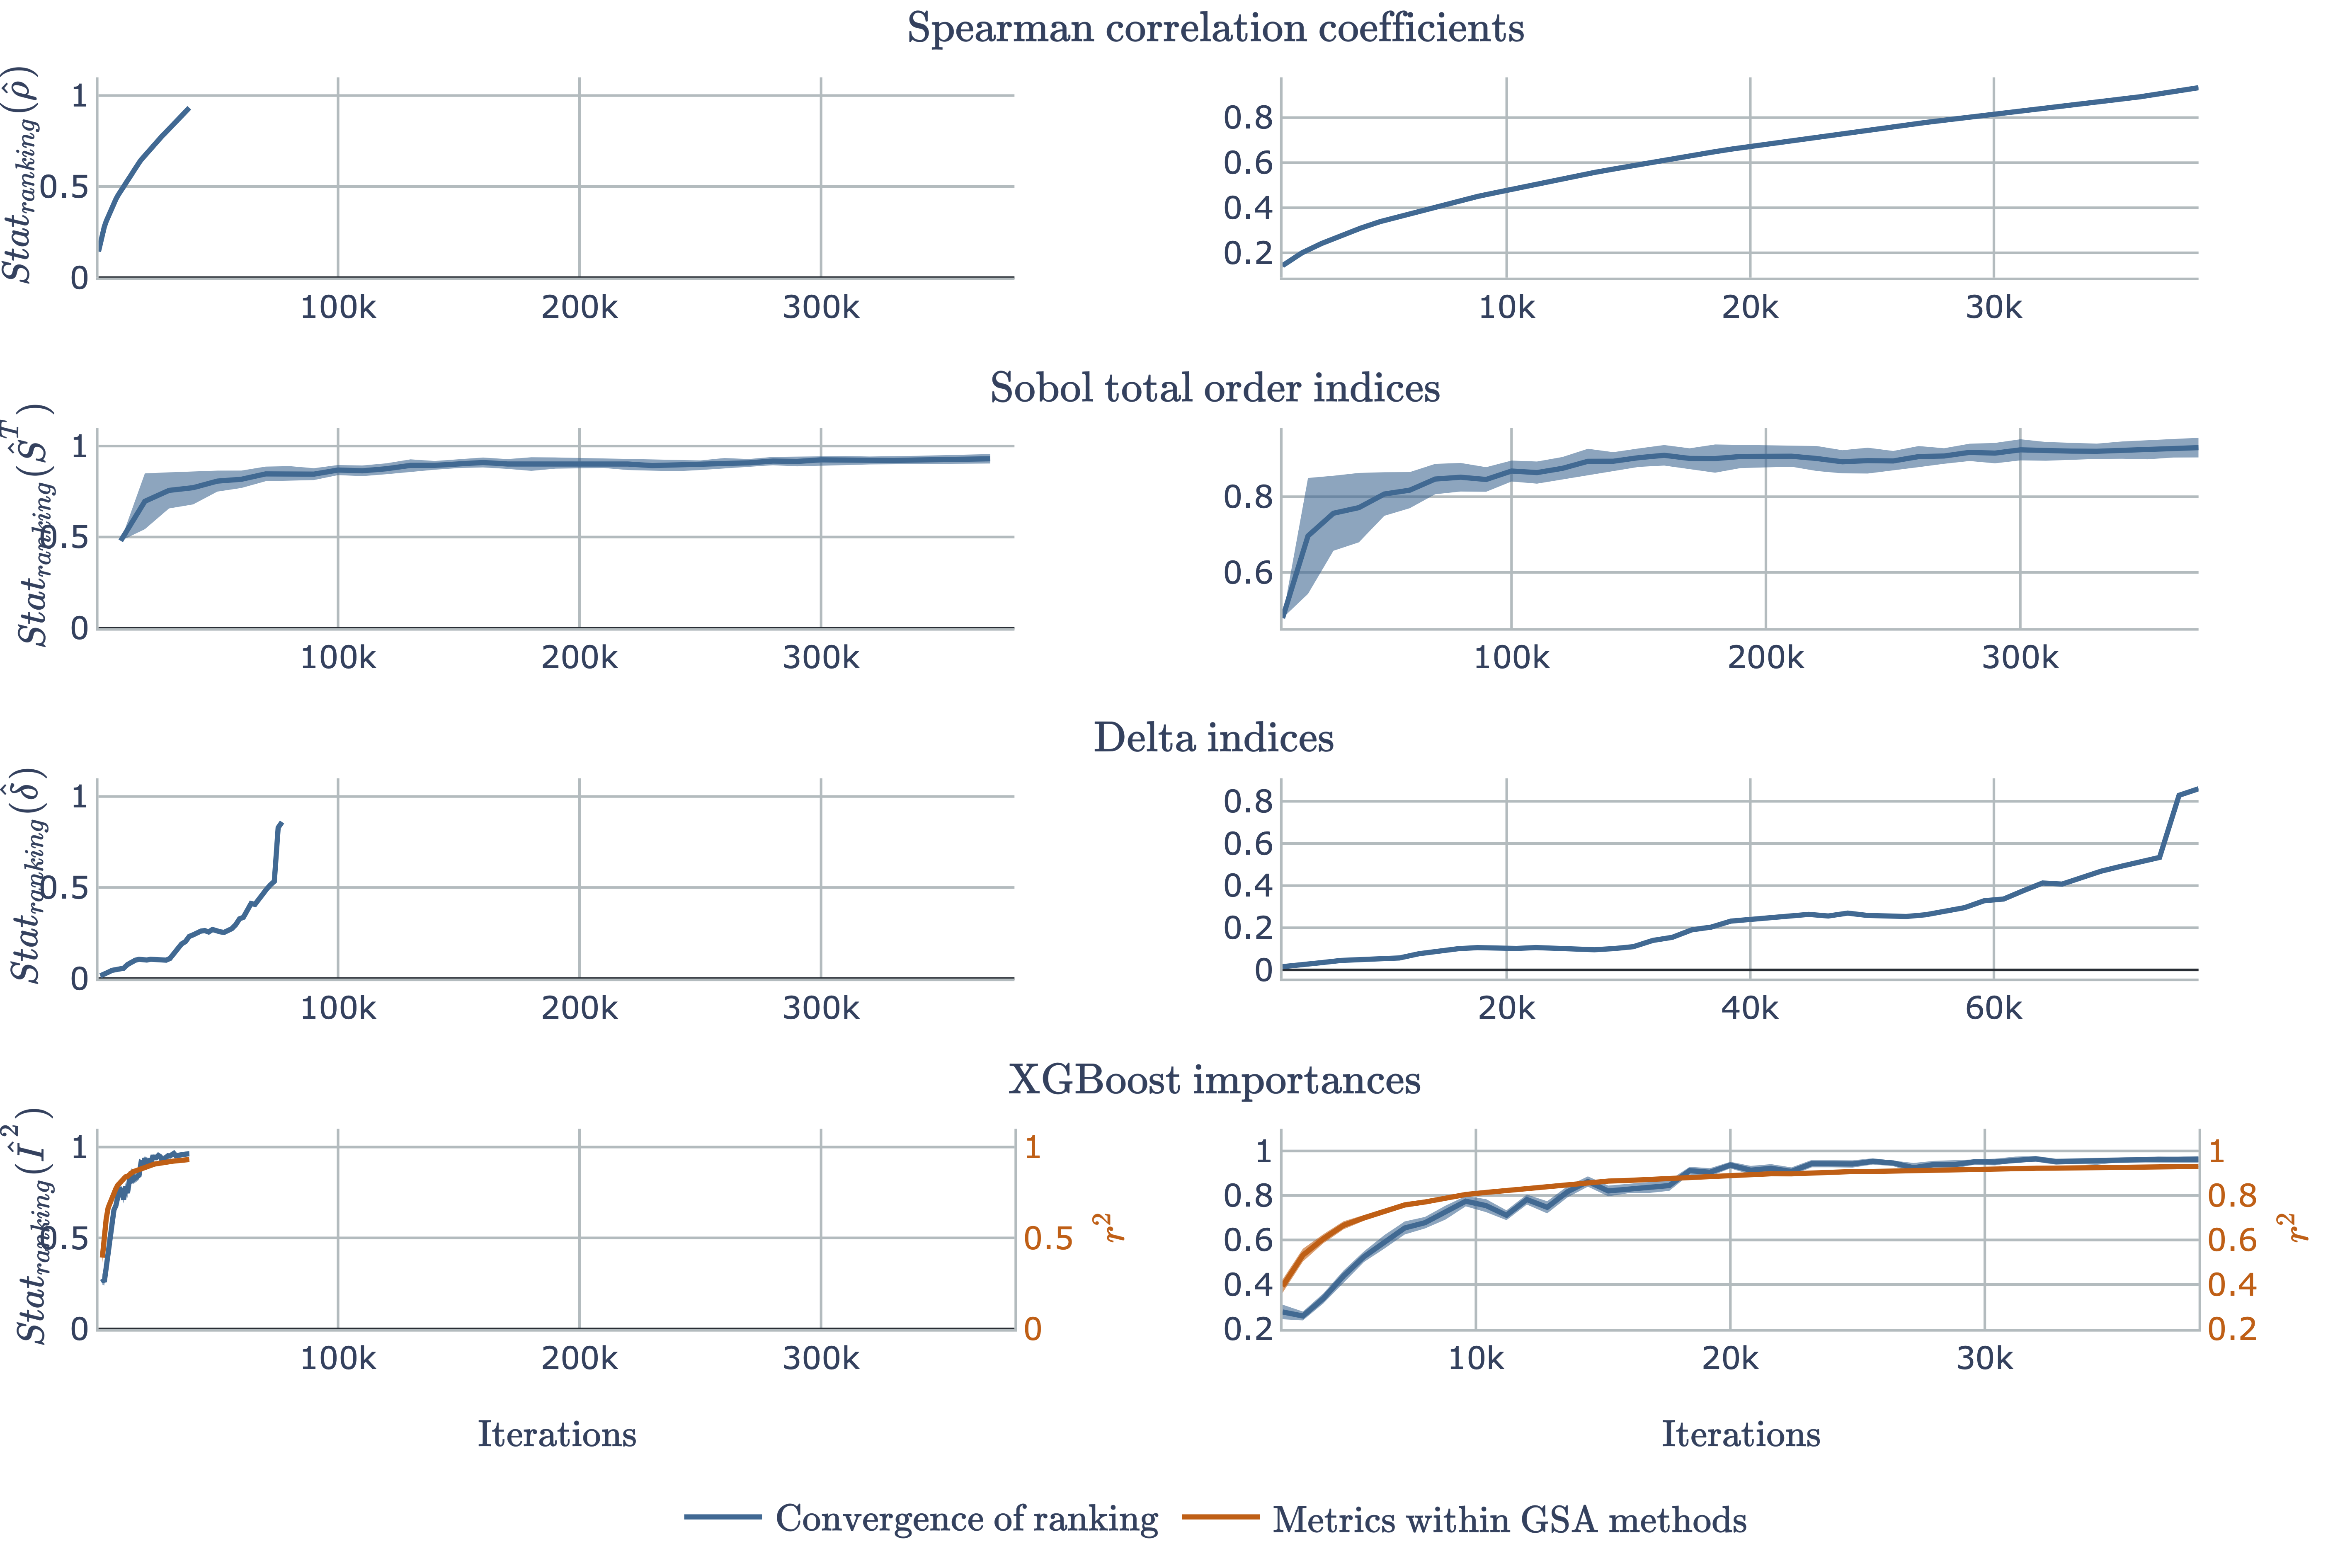 Spearman correlation coefficients
Stat_ranking(ρ̂)
1
0.5
0
100k 200k 300k
0.8
0.6
0.4
0.2
10k 20k 30k
Sobol total order indices
Stat_ranking(Ŝ^T)
1
0.5
0
100k 200k 300k
0.8
0.6
100k 200k 300k
Delta indices
Stat_ranking(δ̂)
1
0.5
0
100k 200k 300k
0.8
0.6
0.4
0.2
0
20k 40k 60k
XGBoost importances
Stat_ranking(Î^2)
1
0.5
0
100k 200k 300k
1
0.5
0
r^2
1
0.8
0.6
0.4
0.2
10k 20k 30k
1
0.8
0.6
0.4
0.2
r^2
Iterations Iterations
Convergence of ranking Metrics within GSA methods